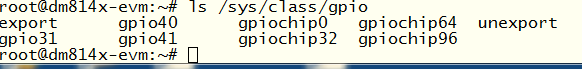 root@dm814x-evm:~# ls /sys/class/gpio
export gpio40 gpiochip0 gpiochip64 unexport
gpio31 gpio41 gpiochip32 gpiochip96
root@dm814x-evm:~#